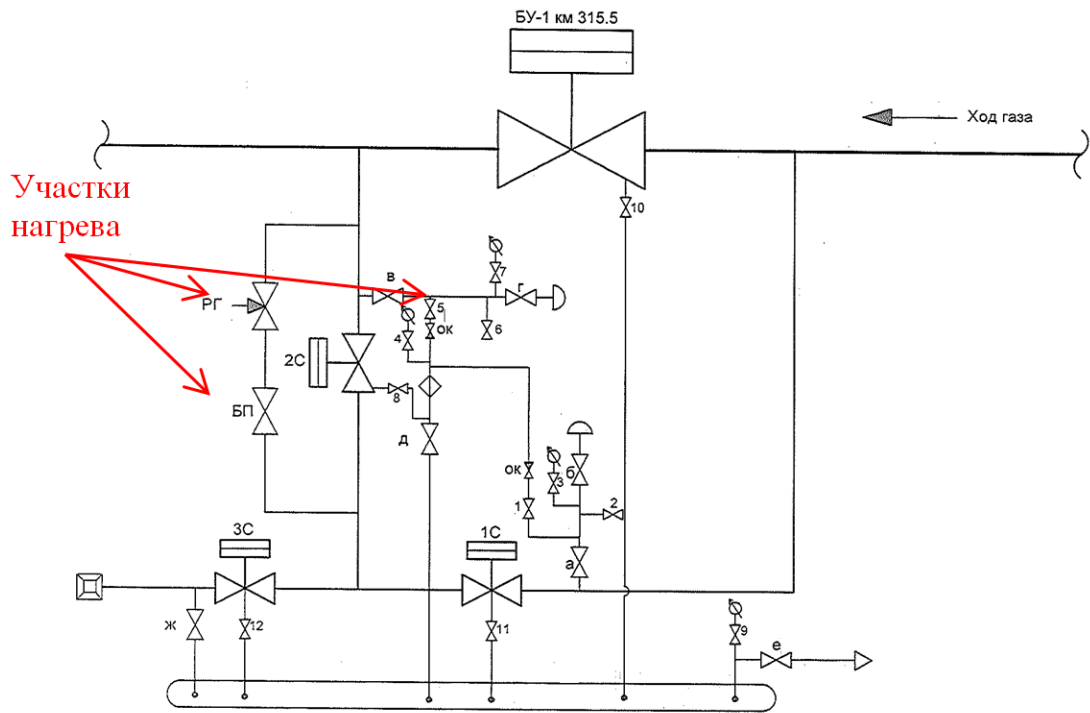 БУ-1 км 315.5
Ход газа
Участки
нагрева
10
в
7
г
РГ
5
ок
4
6
2С
8
БП
д
ок
3
б
1
2
3С
1С
а
ж
12
11
9
е